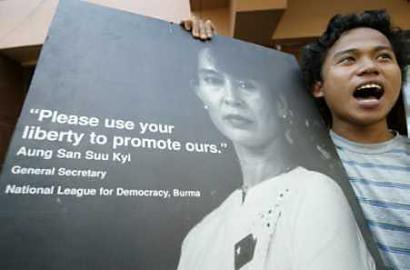 "Please use your
liberty to promote ours."
Aung San Suu Kyi
General Secretary
National League for Democracy, Burma